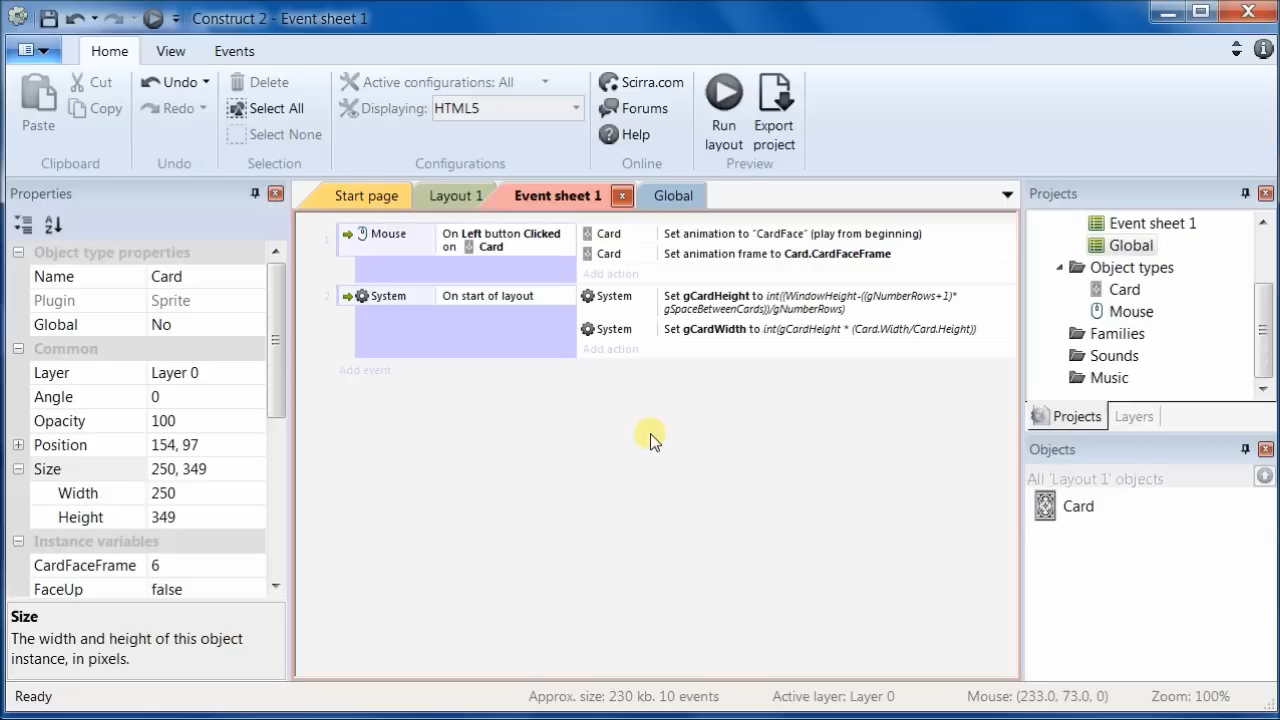 Construct 2 - Event sheet 1
Home View Events
Paste
Cut
Copy
Clipboard
Undo
Redo
Undo
Delete
Select All
Select None
Selection
Active configurations: All
Displaying: HTML5
Configurations
Scirra.com
Forums
Help
Online
Run
layout
Export
project
Preview
Properties
Object type properties
Name Card
Plugin Sprite
Global No
Common
Layer Layer 0
Angle 0
Opacity 100
Position 154, 97
Size 250, 349
Width 250
Height 349
Instance variables
CardFaceFrame 6
FaceUp false
Size
The width and height of this object
instance, in pixels.
Start page Layout 1 Event sheet 1 x Global
1 Mouse On Left button Clicked
on Card
Card Set animation to "CardFace" (play from beginning)
Card Set animation frame to Card.CardFaceFrame
Add action
2 System On start of layout
System Set gCardHeight to int((WindowHeight-((gNumberRows+1)*
gSpaceBetweenCards))/gNumberRows)
System Set gCardWidth to int(gCardHeight * (Card.Width/Card.Height))
Add action
Add event
Projects
Event sheet 1
Global
Object types
Card
Mouse
Families
Sounds
Music
Projects Layers
Objects
All 'Layout 1' objects
Card
Ready Approx. size: 230 kb. 10 events Active layer: Layer 0 Mouse: (233.0, 73.0, 0) Zoom: 100%